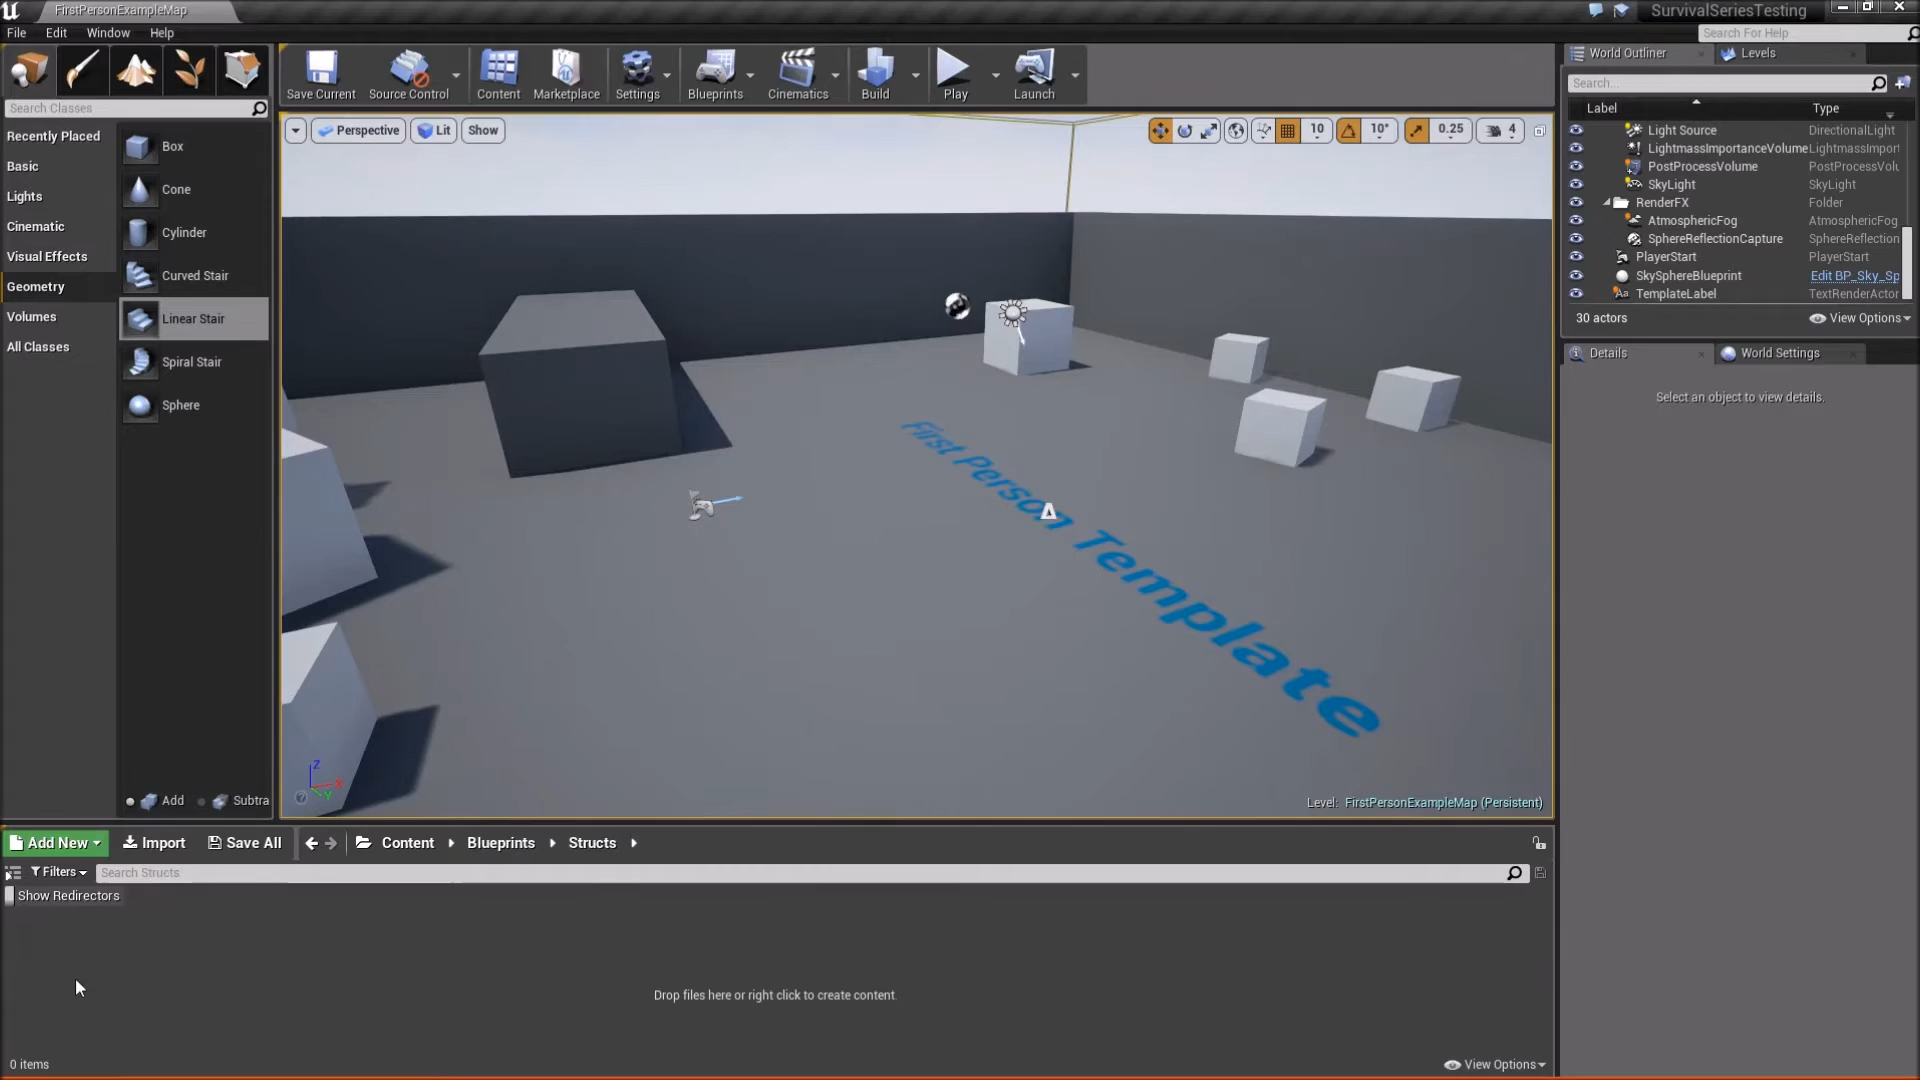 FirstPersonExampleMap
SurvivalSeriesTesting
File Edit Window Help
Search For Help
Save Current Source Control Content Marketplace Settings Blueprints Cinematics Build Play Launch
Search Classes
Recently Placed
Basic
Lights
Cinematic
Visual Effects
Geometry
Volumes
All Classes
Box
Cone
Cylinder
Curved Stair
Linear Stair
Spiral Stair
Sphere
Add Subtra
Perspective Lit Show
10 10° 0.25 4
First Person Template
Z
X
Y
Level: FirstPersonExampleMap (Persistent)
World Outliner Levels
Search...
Label Type
Light Source DirectionalLight
LightmassImportanceVolume LightmassImport
PostProcessVolume PostProcessVolu
SkyLight SkyLight
RenderFX Folder
AtmosphericFog AtmosphericFog
SphereReflectionCapture SphereReflection
PlayerStart PlayerStart
SkySphereBlueprint Edit BP_Sky_Sp
TemplateLabel TextRenderActor
30 actors View Options
Details World Settings
Select an object to view details.
Add New Import Save All Content Blueprints Structs
Filters Search Structs
Show Redirectors
Drop files here or right click to create content.
0 items View Options